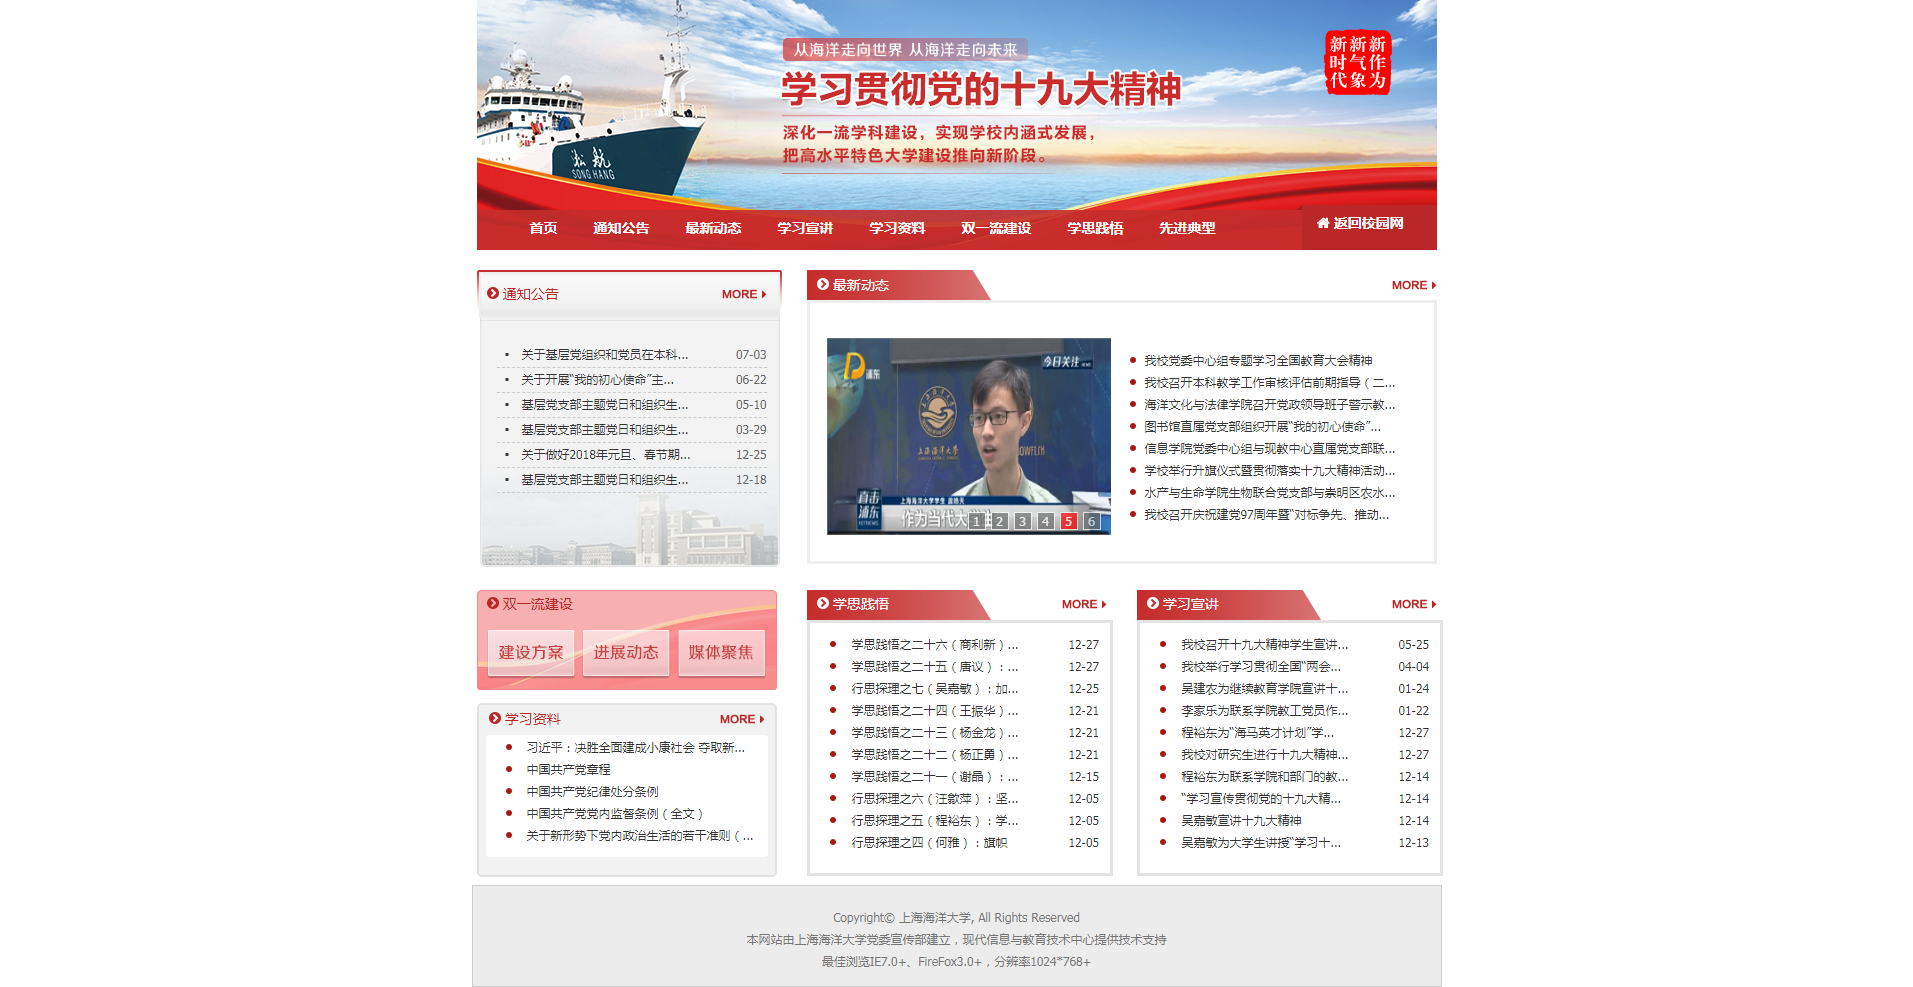 从海洋走向世界 从海洋走向未来
学习贯彻党的十九大精神
深化一流学科建设，实现学校内涵式发展，
把高水平特色大学建设推向新阶段。
新新新
时气作
代象为
淞航
SONG HANG
首页 通知公告 最新动态 学习宣讲 学习资料 双一流建设 学思践悟 先进典型 返回校园网
通知公告 MORE
关于基层党组织和党员在本科... 07-03
关于开展“我的初心使命”主... 06-22
基层党支部主题党日和组织生... 05-10
基层党支部主题党日和组织生... 03-29
关于做好2018年元旦、春节期... 12-25
基层党支部主题党日和组织生... 12-18
最新动态 MORE
浦东
今日关注
上海海洋大学
直击
浦东
作为当代大
1 2 3 4 5 6
我校党委中心组专题学习全国教育大会精神
我校召开本科教学工作审核评估前期指导（二...
海洋文化与法律学院召开党政领导班子警示教...
图书馆直属党支部组织开展“我的初心使命”...
信息学院党委中心组与现教中心直属党支部联...
学校举行升旗仪式暨贯彻落实十九大精神活动...
水产与生命学院生物联合党支部与崇明区农水...
我校召开庆祝建党97周年暨“对标争先、推动...
双一流建设
建设方案 进展动态 媒体聚焦
学习资料 MORE
习近平：决胜全面建成小康社会 夺取新...
中国共产党章程
中国共产党纪律处分条例
中国共产党党内监督条例（全文）
关于新形势下党内政治生活的若干准则（...
学思践悟 MORE
学思践悟之二十六（商利新）... 12-27
学思践悟之二十五（唐议）：... 12-27
行思探理之七（吴嘉敏）：加... 12-25
学思践悟之二十四（王振华）... 12-21
学思践悟之二十三（杨金龙）... 12-21
学思践悟之二十二（杨正勇）... 12-21
学思践悟之二十一（谢晶）：... 12-15
行思探理之六（汪歙萍）：坚... 12-05
行思探理之五（程裕东）：学... 12-05
行思探理之四（何雅）：旗帜 12-05
学习宣讲 MORE
我校召开十九大精神学生宣讲... 05-25
我校举行学习贯彻全国“两会... 04-04
吴建农为继续教育学院宣讲十... 01-24
李家乐为联系学院教工党员作... 01-22
程裕东为“海马英才计划”学... 12-27
我校对研究生进行十九大精神... 12-27
程裕东为联系学院和部门的教... 12-14
“学习宣传贯彻党的十九大精... 12-14
吴嘉敏宣讲十九大精神 12-14
吴嘉敏为大学生讲授“学习十... 12-13
Copyright© 上海海洋大学, All Rights Reserved
本网站由上海海洋大学党委宣传部建立，现代信息与教育技术中心提供技术支持
最佳浏览IE7.0+、FireFox3.0+，分辨率1024*768+